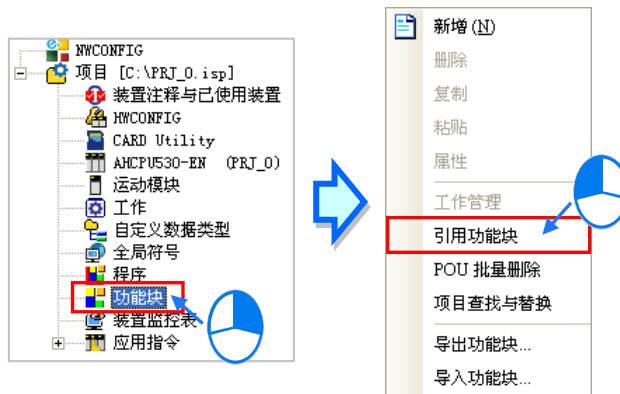 NWCONFIG
项目 [C:\PRJ_0.isp]
装置注释与已使用装置
HWCONFIG
CARD Utility
AHCPU530-EN (PRJ_0)
运动模块
工作
自定义数据类型
全局符号
程序
功能块
装置监控表
应用指令
新增(N)
删除
复制
粘贴
属性
工作管理
引用功能块
POU 批量删除
项目查找与替换
导出功能块...
导入功能块...